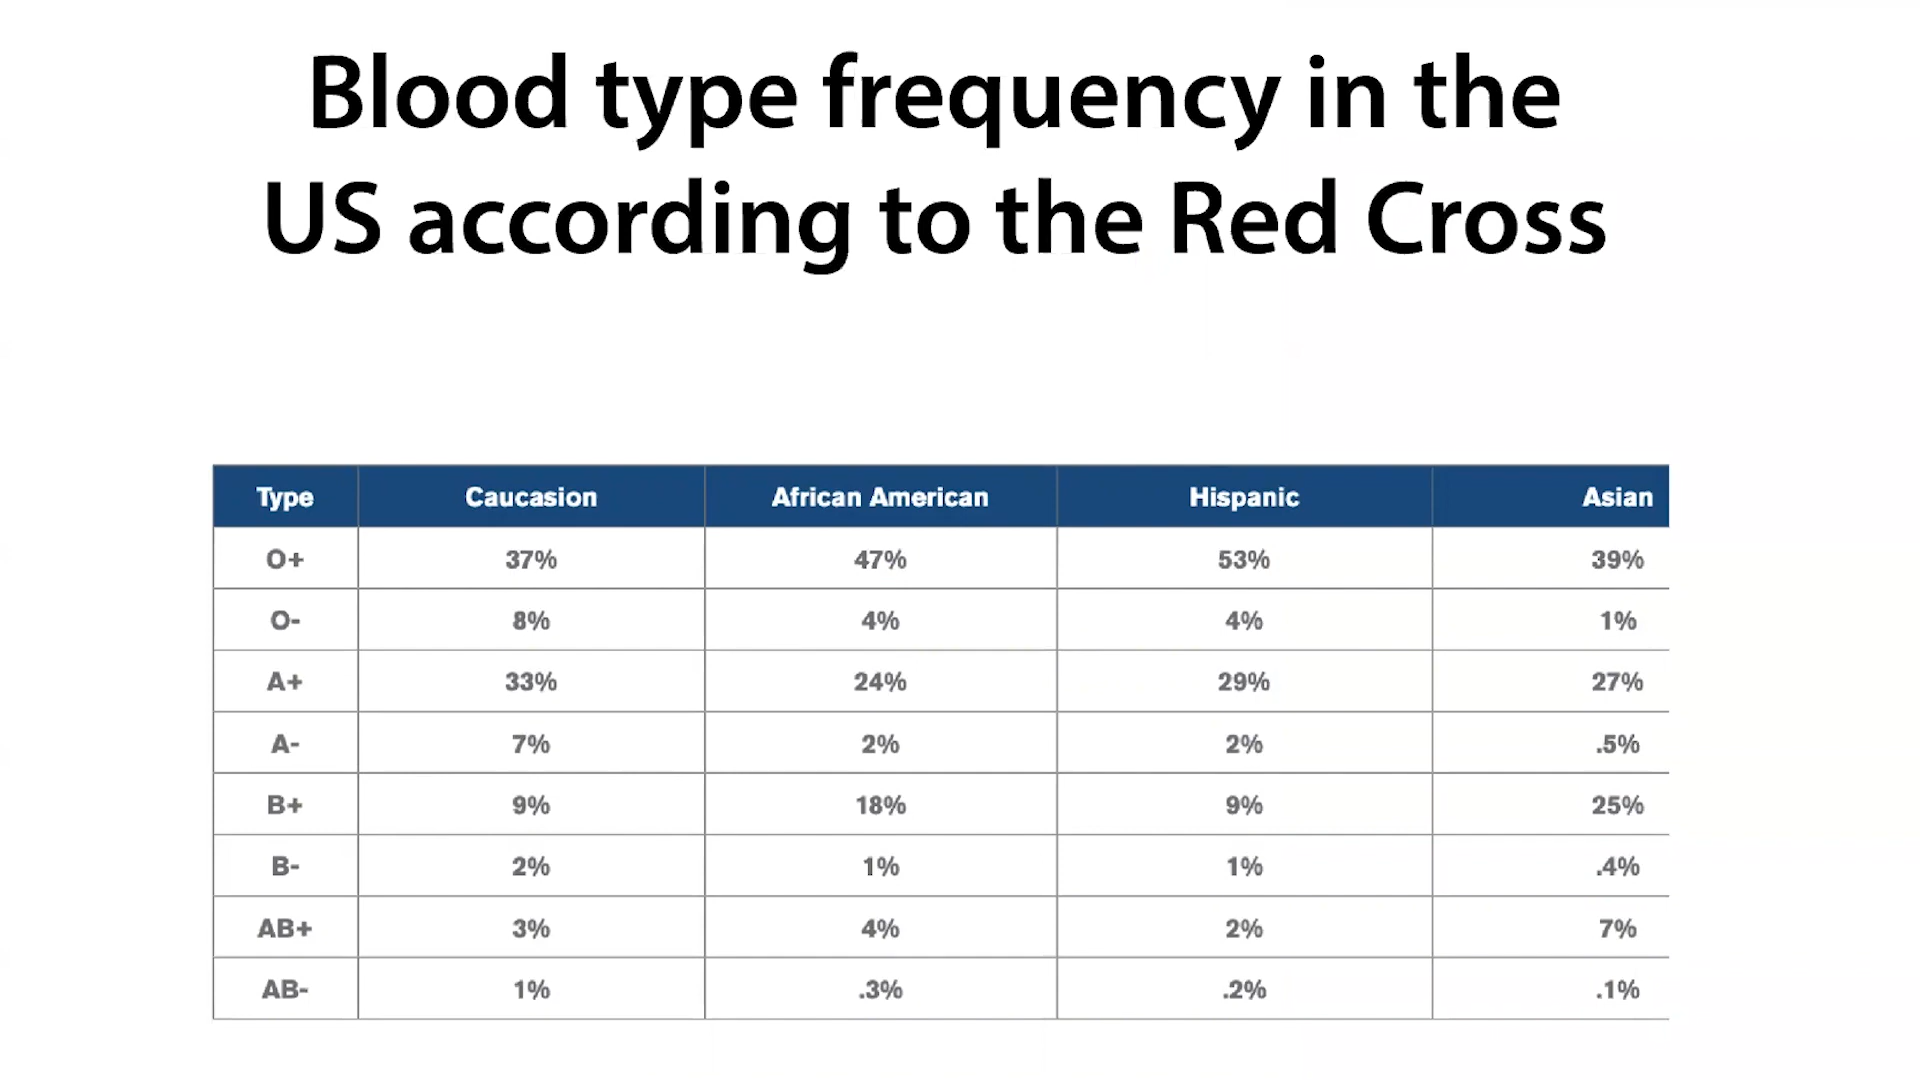 Blood type frequency in the
US according to the Red Cross
Type Caucasion African American Hispanic Asian
O+ 37% 47% 53% 39%
O- 8% 4% 4% 1%
A+ 33% 24% 29% 27%
A- 7% 2% 2% .5%
B+ 9% 18% 9% 25%
B- 2% 1% 1% .4%
AB+ 3% 4% 2% 7%
AB- 1% .3% .2% .1%